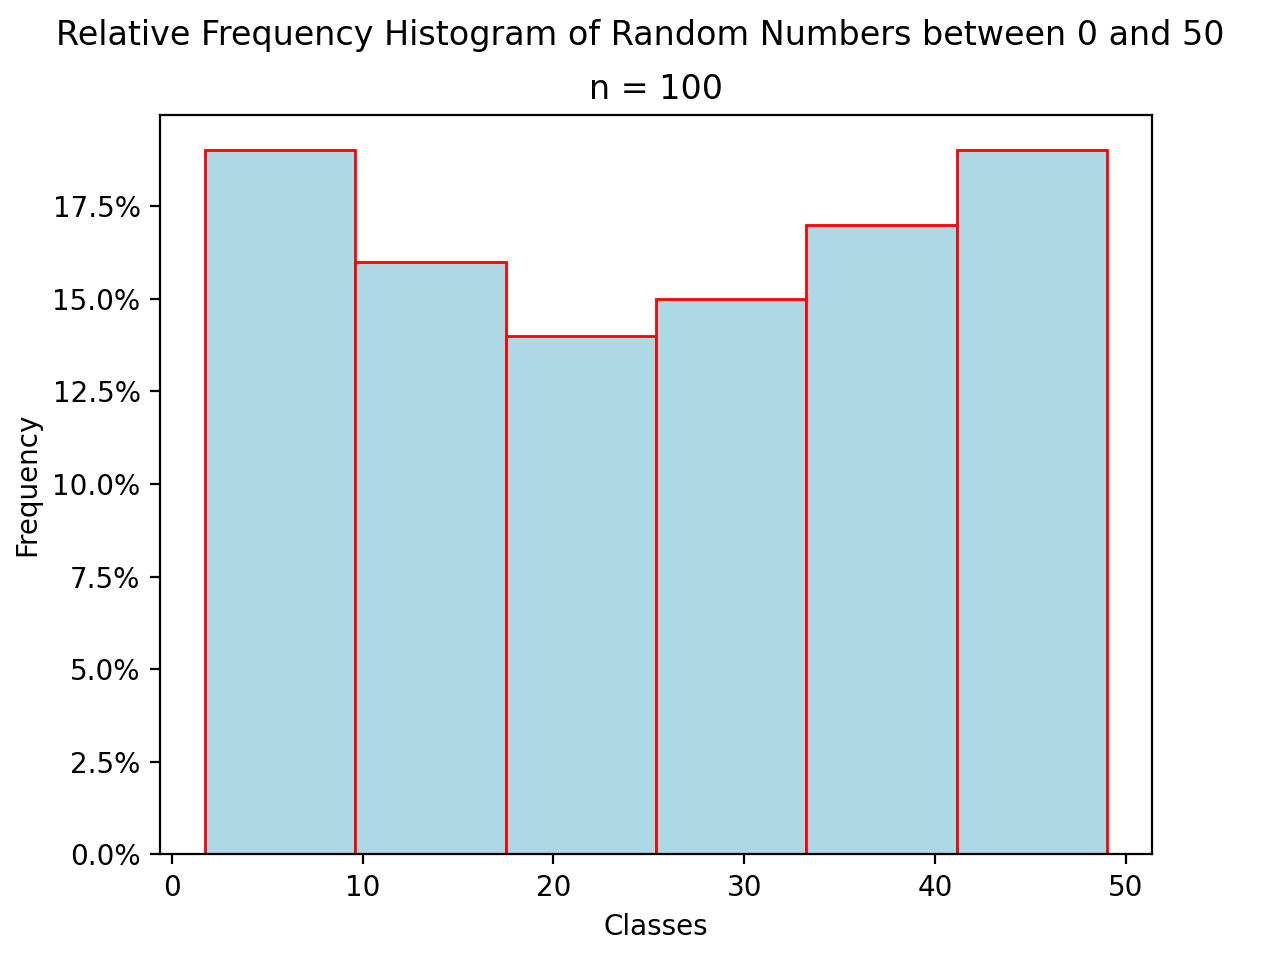 Relative Frequency Histogram of Random Numbers between 0 and 50
n = 100
17.5%
15.0%
12.5%
10.0%
7.5%
5.0%
2.5%
0.0%
Frequency
0 10 20 30 40 50
Classes